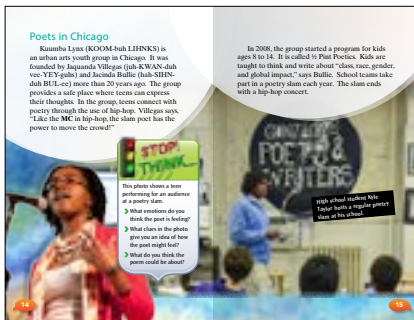 Poets in Chicago
Kuumba Lynx (KOOM-buh LIHNKS) is
an urban arts youth group in Chicago. It was
founded by Jaquanda Villegas (juh-KWAN-duh
vee-YEY-guhs) and Jacinda Bullie (hah-SIHN-
duh BUL-ee) more than 20 years ago. The group
provides a safe place where teens can express
their thoughts. In the group, teens connect with
poetry through the use of hip-hop. Villegas says,
"Like the MC in hip-hop, the slam poet has the
power to move the crowd!"
STOP!
THINK...
This photo shows a teen
performing for an audience
at a poetry slam.
What emotions do you
think the poet is feeling?
What clues in the photo
give you an idea of how
the poet might feel?
What do you think the
poem could be about?
14
In 2008, the group started a program for kids
ages 8 to 14. It is called ½ Pint Poetics. Kids are
taught to think and write about "class, race, gender,
and global impact," says Bullie. School teams take
part in a poetry slam each year. The slam ends
with a hip-hop concert.
POETRY
WRITERS
High school student Kyle
Taylor hosts a regular poetry
slam at his school.
15